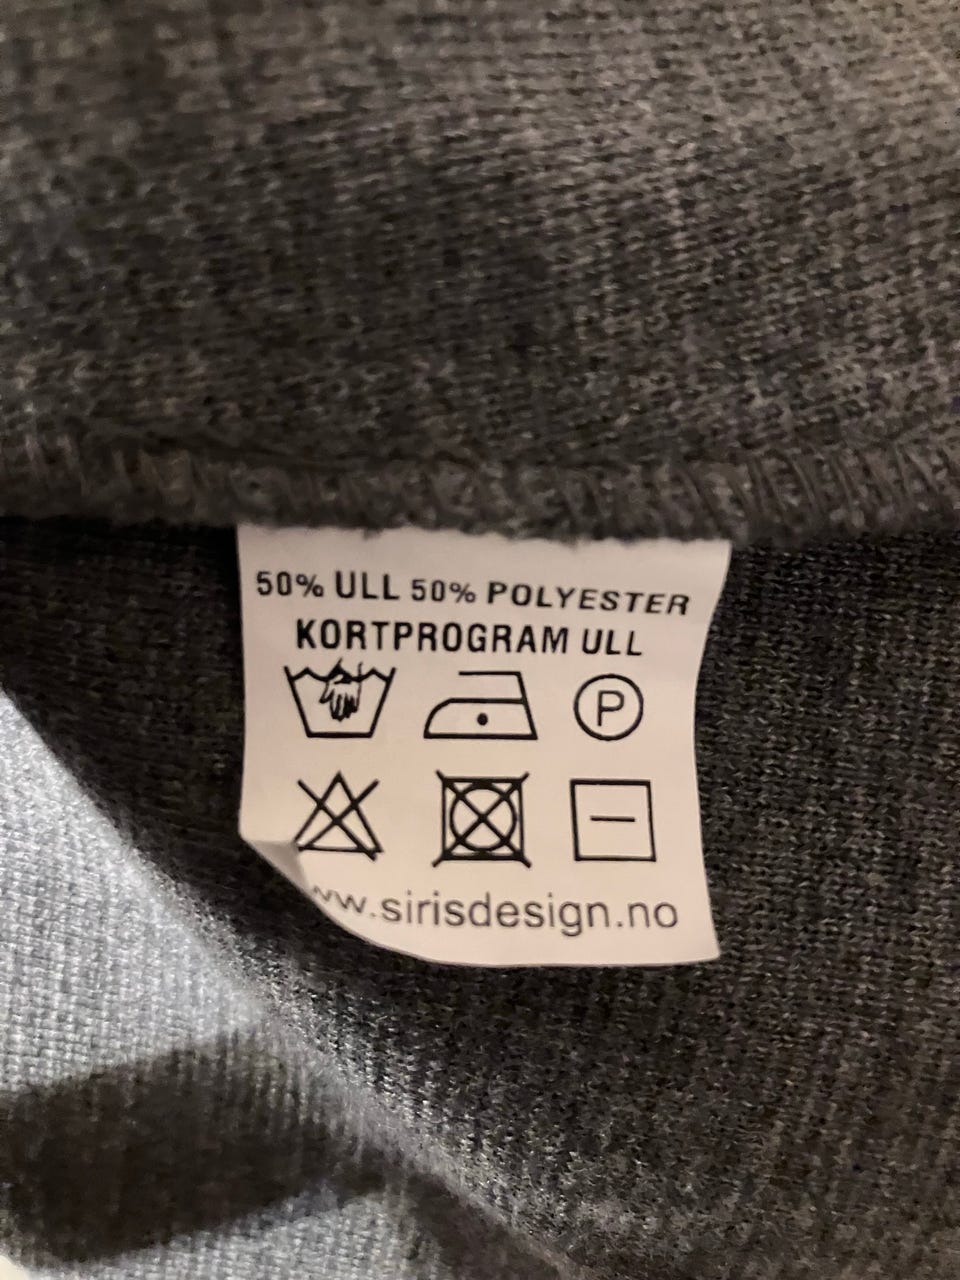 50% ULL 50% POLYESTER
KORTPROGRAM ULL
P
www.sirisdesign.no